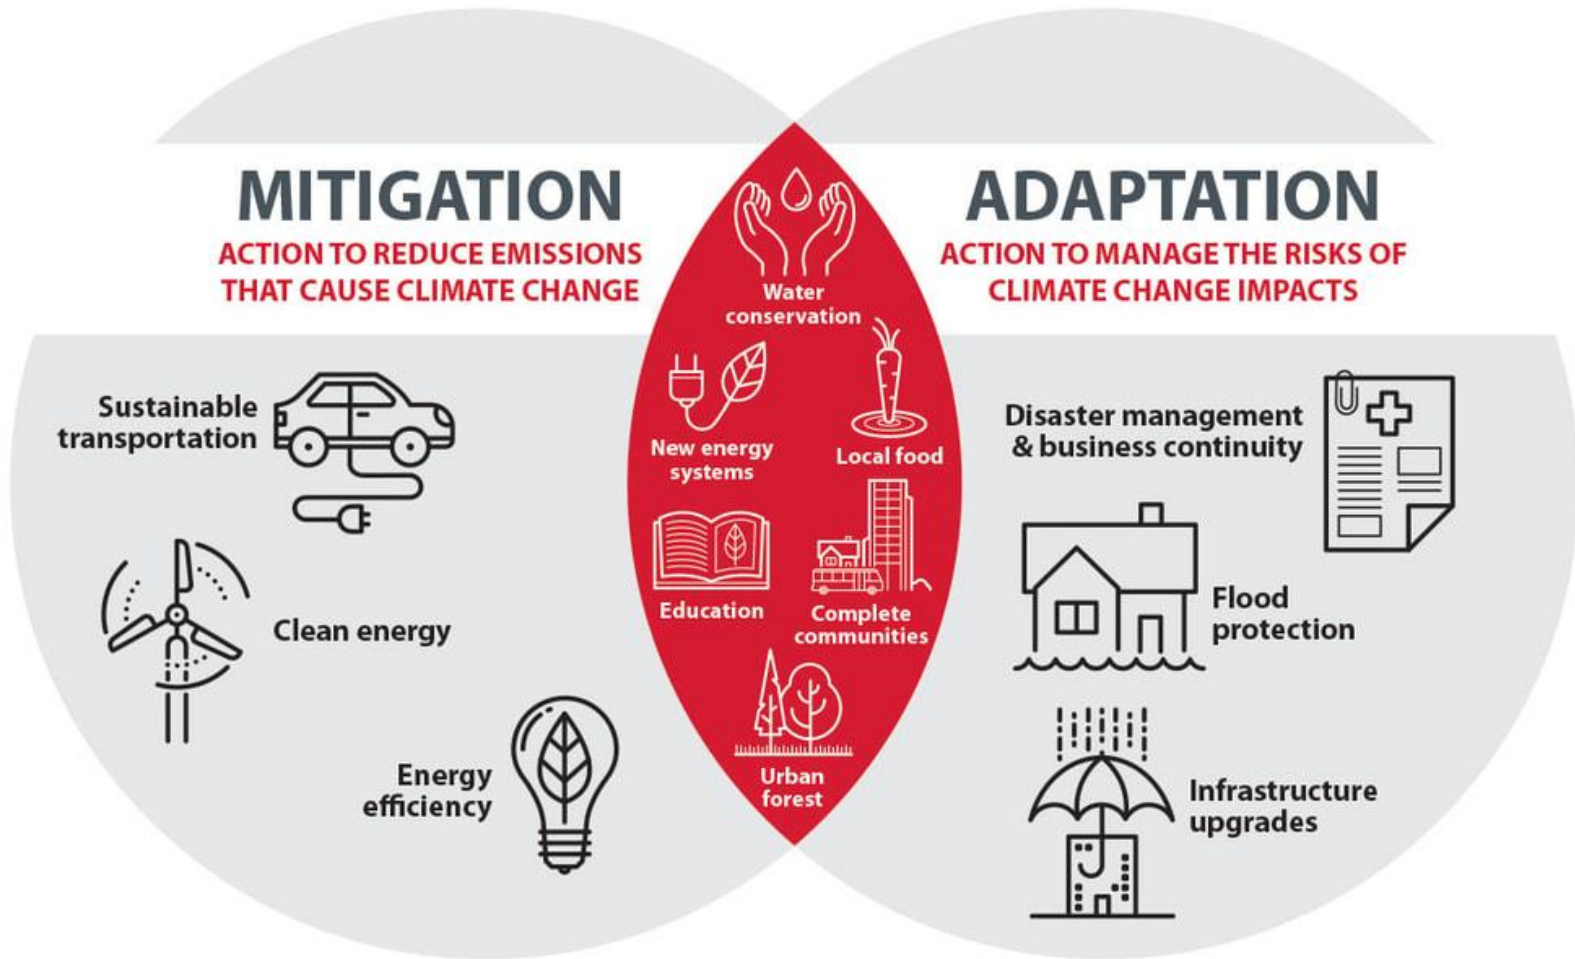 MITIGATION
ACTION TO REDUCE EMISSIONS
THAT CAUSE CLIMATE CHANGE
Sustainable
transportation
Clean energy
Energy
efficiency
Water
conservation
New energy
systems
Local food
Education
Complete
communities
Urban
forest
ADAPTATION
ACTION TO MANAGE THE RISKS OF
CLIMATE CHANGE IMPACTS
Disaster management
& business continuity
Flood
protection
Infrastructure
upgrades